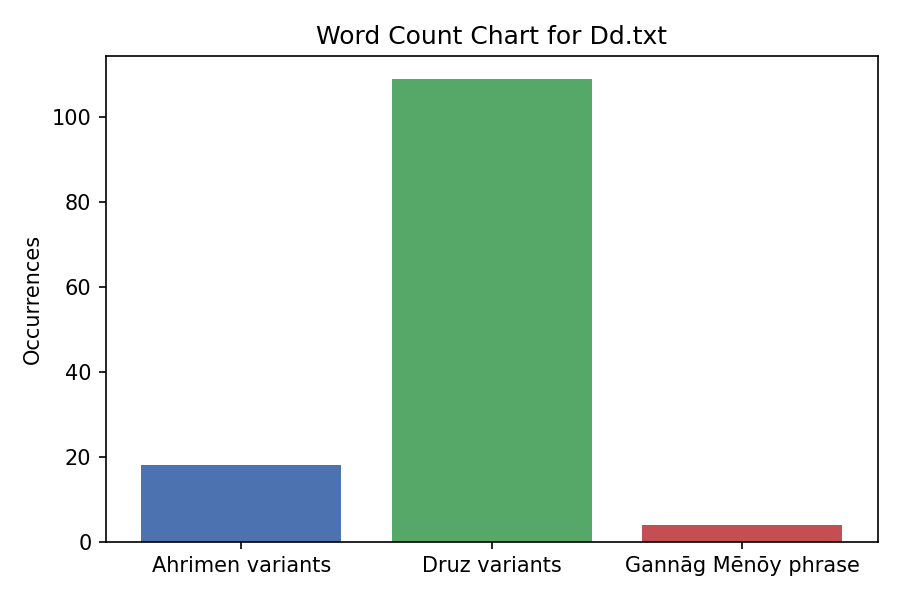 Word Count Chart for Dd.txt
Occurrences
100
80
60
40
20
0
Ahrimen variants
Druz variants
Gannāg Mēnōy phrase